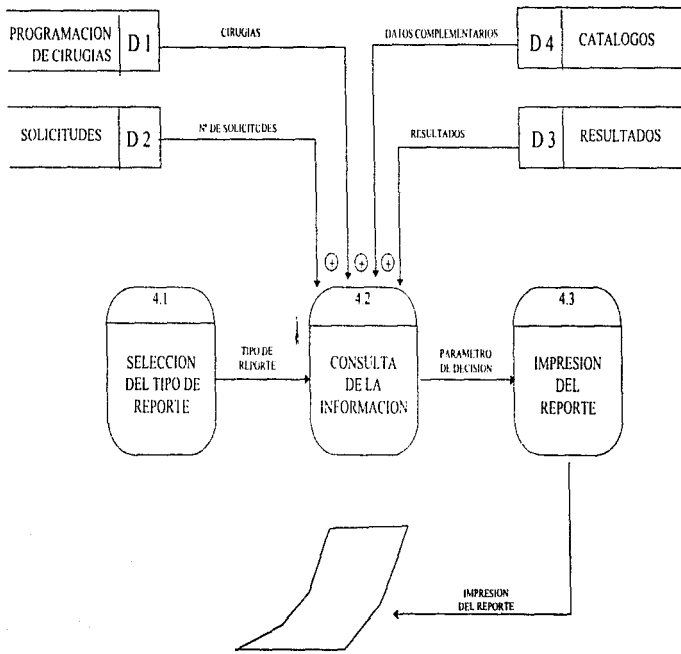 PROGRAMACION
DE CIRUGIAS
D 1
CIRUGIAS
DATOS COMPLEMENTARIOS
D 4
CATALOGOS
SOLICITUDES
D 2
Nº DE SOLICITUDES
RESULTADOS
D 3
RESULTADOS
+ + +
4.1
SELECCION
DEL TIPO DE
REPORTE
TIPO DE
REPORTE
4.2
CONSULTA
DE LA
INFORMACION
PARAMETRO
DE DECISION
4.3
IMPRESION
DEL
REPORTE
IMPRESION
DEL REPORTE